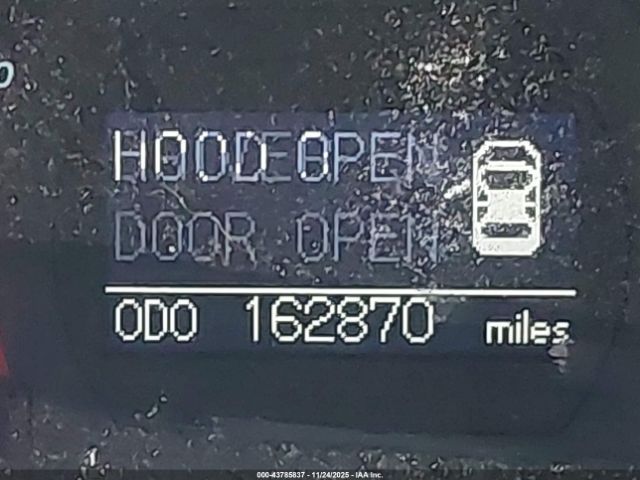 HOOD OPEN
DOOR OPEN
ODO 162870 miles
000-43785837 - 11/24/2025 - IAA Inc.